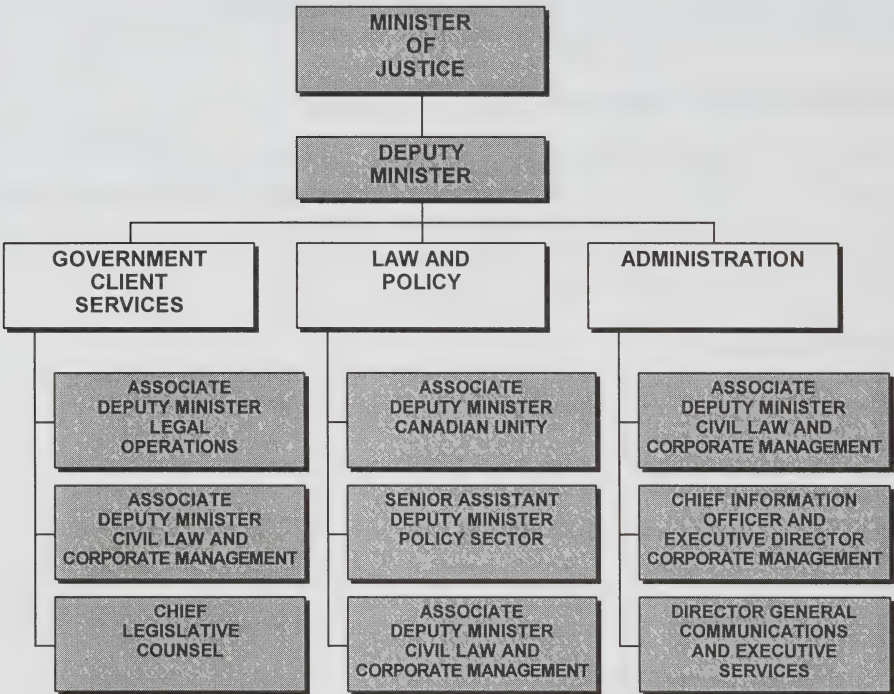 MINISTER
OF
JUSTICE
DEPUTY
MINISTER
GOVERNMENT
CLIENT
SERVICES
LAW AND
POLICY
ADMINISTRATION
ASSOCIATE
DEPUTY MINISTER
LEGAL
OPERATIONS
ASSOCIATE
DEPUTY MINISTER
CIVIL LAW AND
CORPORATE MANAGEMENT
CHIEF
LEGISLATIVE
COUNSEL
ASSOCIATE
DEPUTY MINISTER
CANADIAN UNITY
SENIOR ASSISTANT
DEPUTY MINISTER
POLICY SECTOR
ASSOCIATE
DEPUTY MINISTER
CIVIL LAW AND
CORPORATE MANAGEMENT
ASSOCIATE
DEPUTY MINISTER
CIVIL LAW AND
CORPORATE MANAGEMENT
CHIEF INFORMATION
OFFICER AND
EXECUTIVE DIRECTOR
CORPORATE MANAGEMENT
DIRECTOR GENERAL
COMMUNICATIONS
AND EXECUTIVE
SERVICES